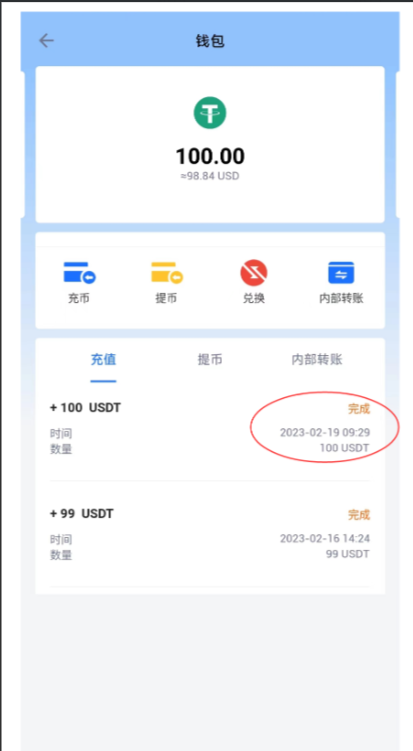 钱包
100.00
≈98.84 USD
充币 提币 兑换 内部转账
充值 提币 内部转账
+ 100 USDT 完成
时间 2023-02-19 09:29
数量 100 USDT
+ 99 USDT 完成
时间 2023-02-16 14:24
数量 99 USDT